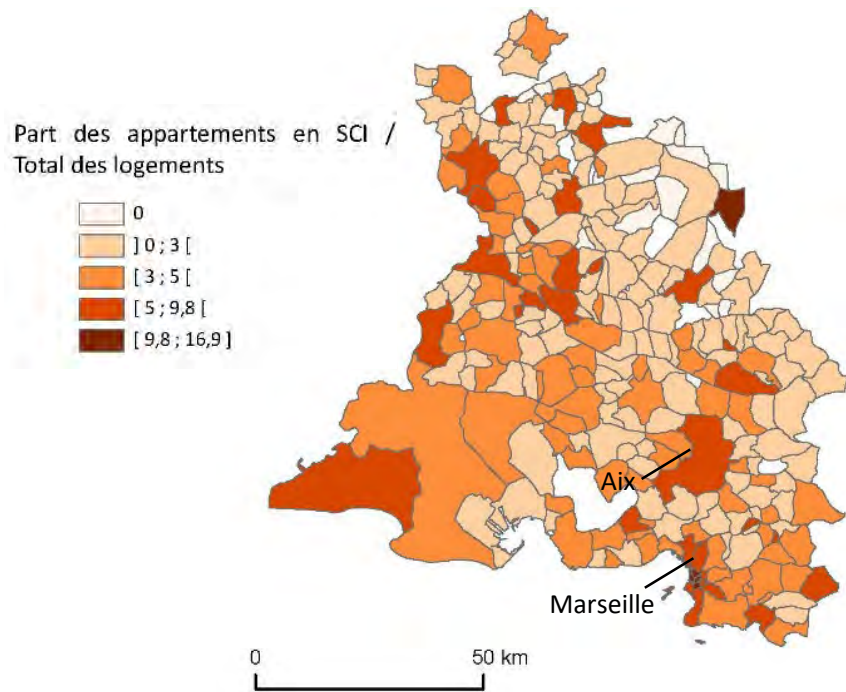 Part des appartements en SCI /
Total des logements
0
] 0 ; 3 [
[ 3 ; 5 [
[ 5 ; 9,8 [
[ 9,8 ; 16,9 ]
Aix
Marseille
0 50 km